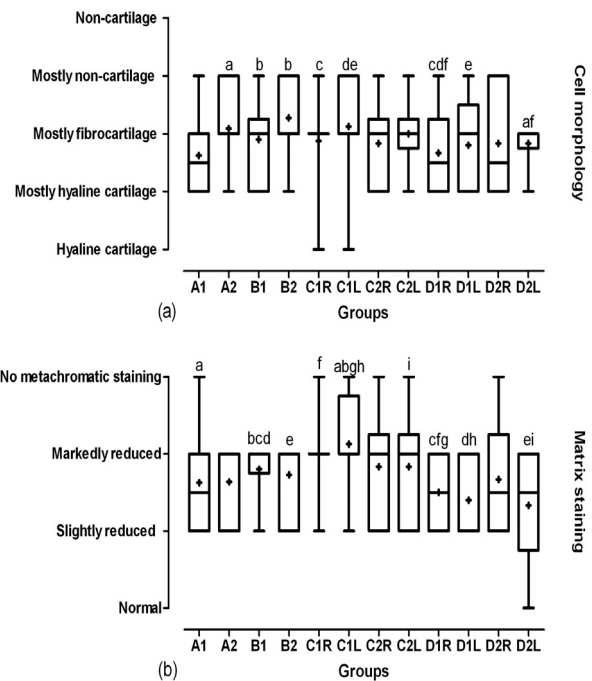 Non-cartilage
Mostly non-cartilage
Mostly fibrocartilage
Mostly hyaline cartilage
Hyaline cartilage
a b b c de cdf e af
Cell morphology
A1 A2 B1 B2 C1R C1L C2R C2L D1R D1L D2R D2L
(a) Groups
No metachromatic staining
Markedly reduced
Slightly reduced
Normal
a f abgh i
bcd e cfg dh ei
Matrix staining
A1 A2 B1 B2 C1R C1L C2R C2L D1R D1L D2R D2L
(b) Groups